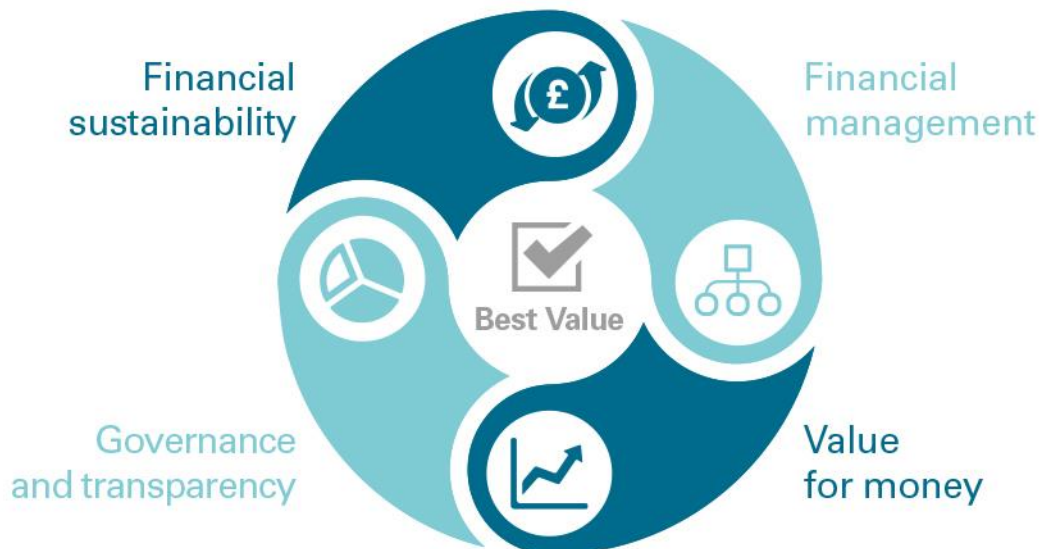 Financial
sustainability
Financial
management
£
Best Value
Governance
and transparency
Value
for money